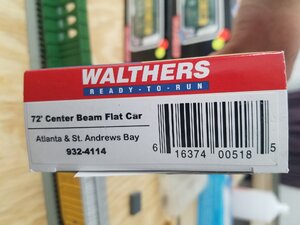 WALTHERS
READY-TO-RUN
72' Center Beam Flat Car
Atlanta & St. Andrews Bay
932-4114
6 16374 00518 5